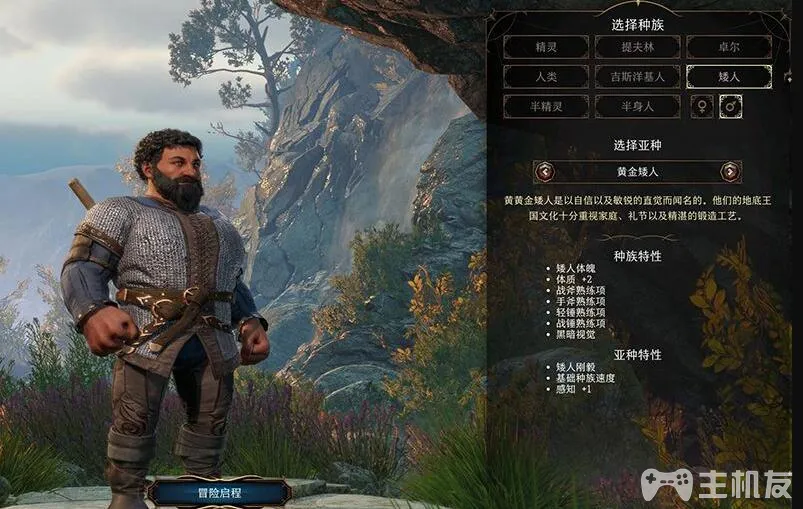 选择种族
精灵
提夫林
卓尔
人类
吉斯洋基人
矮人
半精灵
半身人
选择亚种
黄金矮人
黄黄金矮人是以自信以及敏锐的直觉而闻名的。他们的地底王
国文化十分重视家庭、礼节以及精湛的锻造工艺。
种族特性
• 矮人体魄
• 体质 +2
• 战斧熟练项
• 手斧熟练项
• 轻锤熟练项
• 战锤熟练项
• 黑暗视觉
亚种特性
• 矮人刚毅
• 基础种族速度
• 感知 +1
冒险启程
主机友